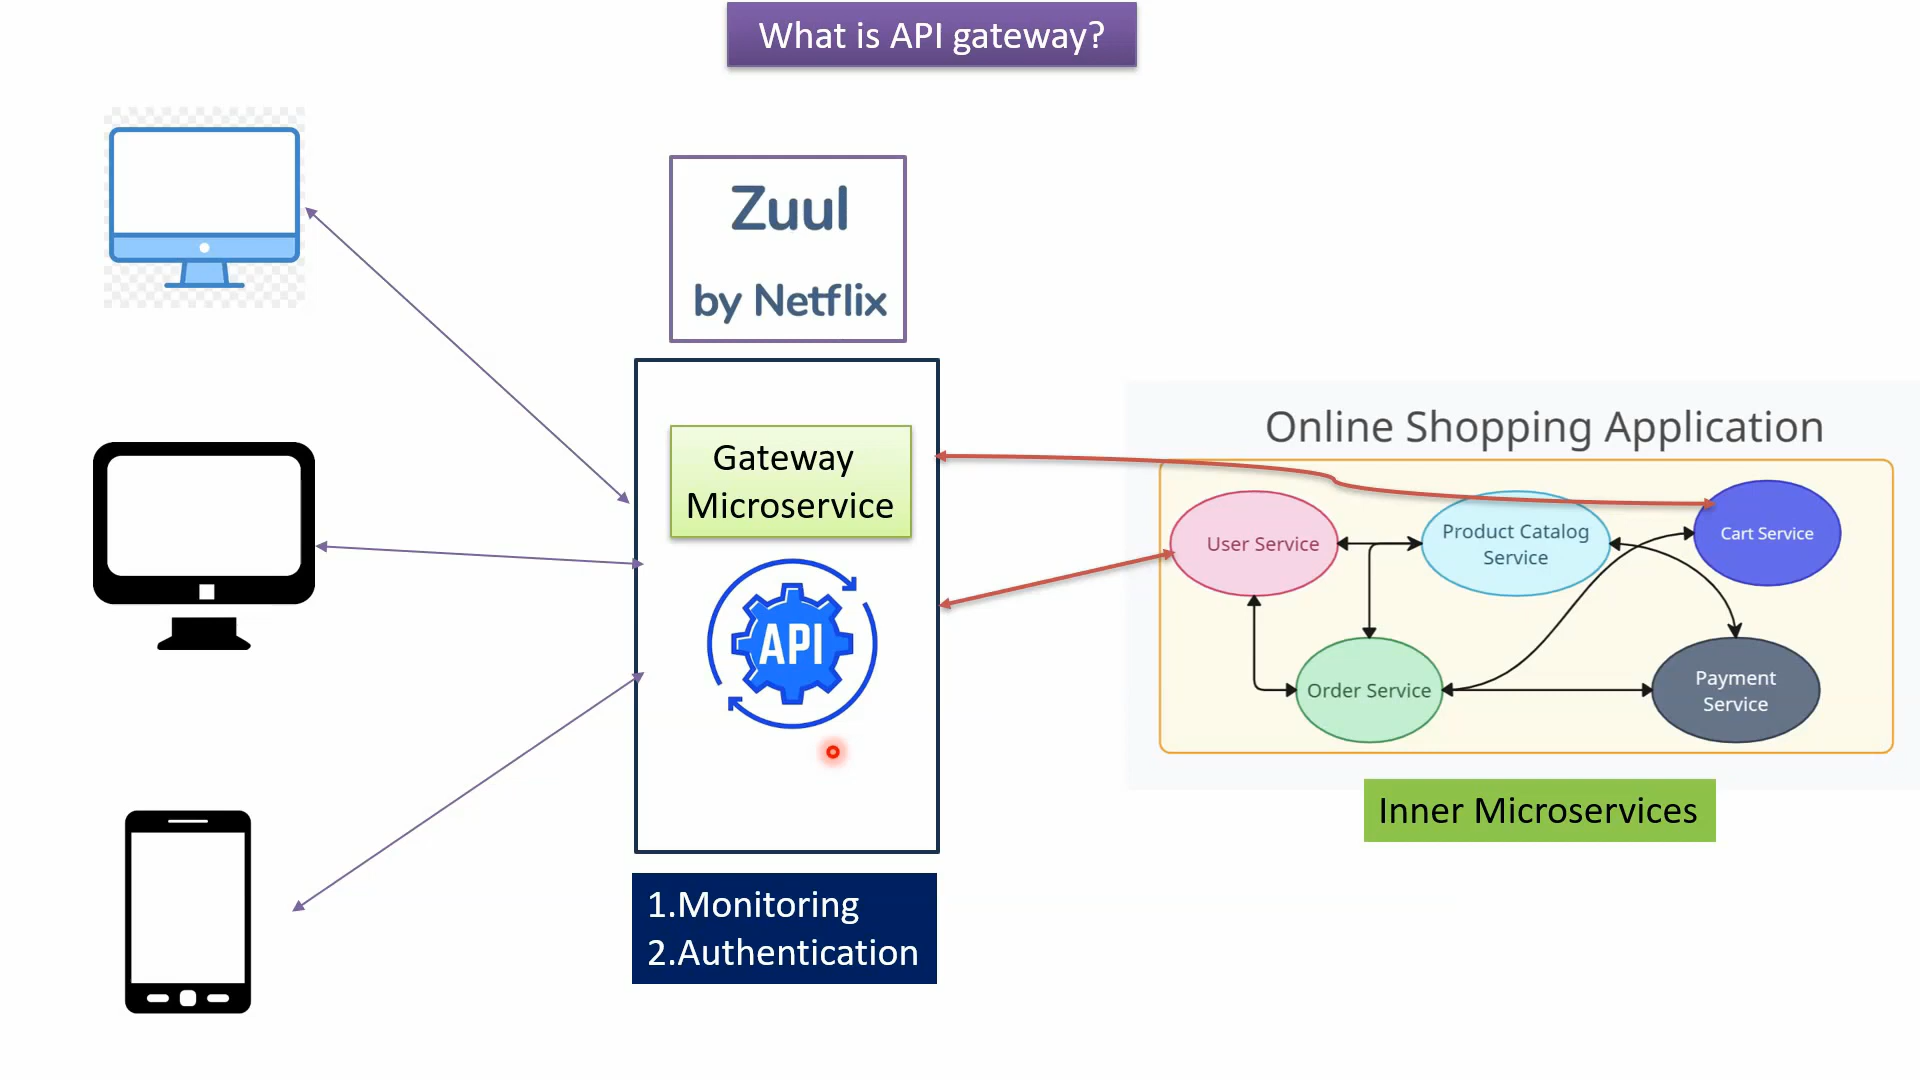 What is API gateway?
Zuul
by Netflix
Gateway
Microservice
API
1.Monitoring
2.Authentication
Online Shopping Application
User Service
Product Catalog
Service
Cart Service
Order Service
Payment
Service
Inner Microservices